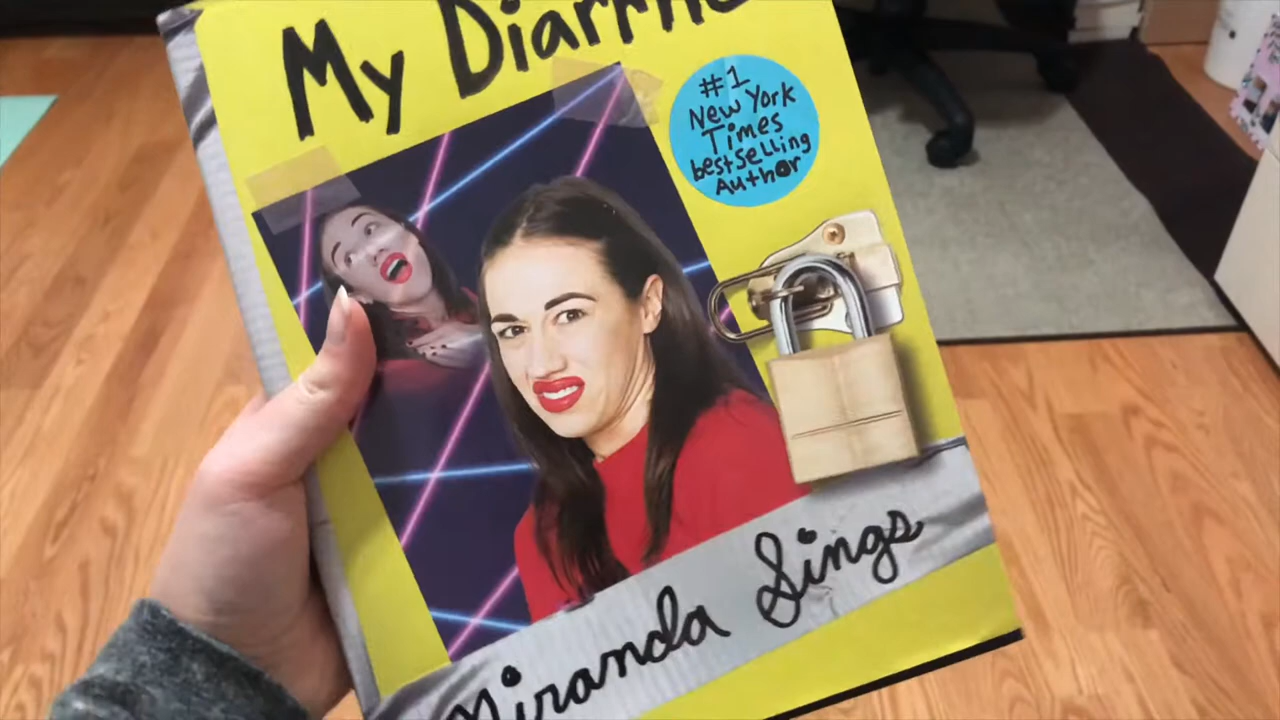 My Diarrhe
#1
New York
Times
bestselling
Author
Miranda Sings